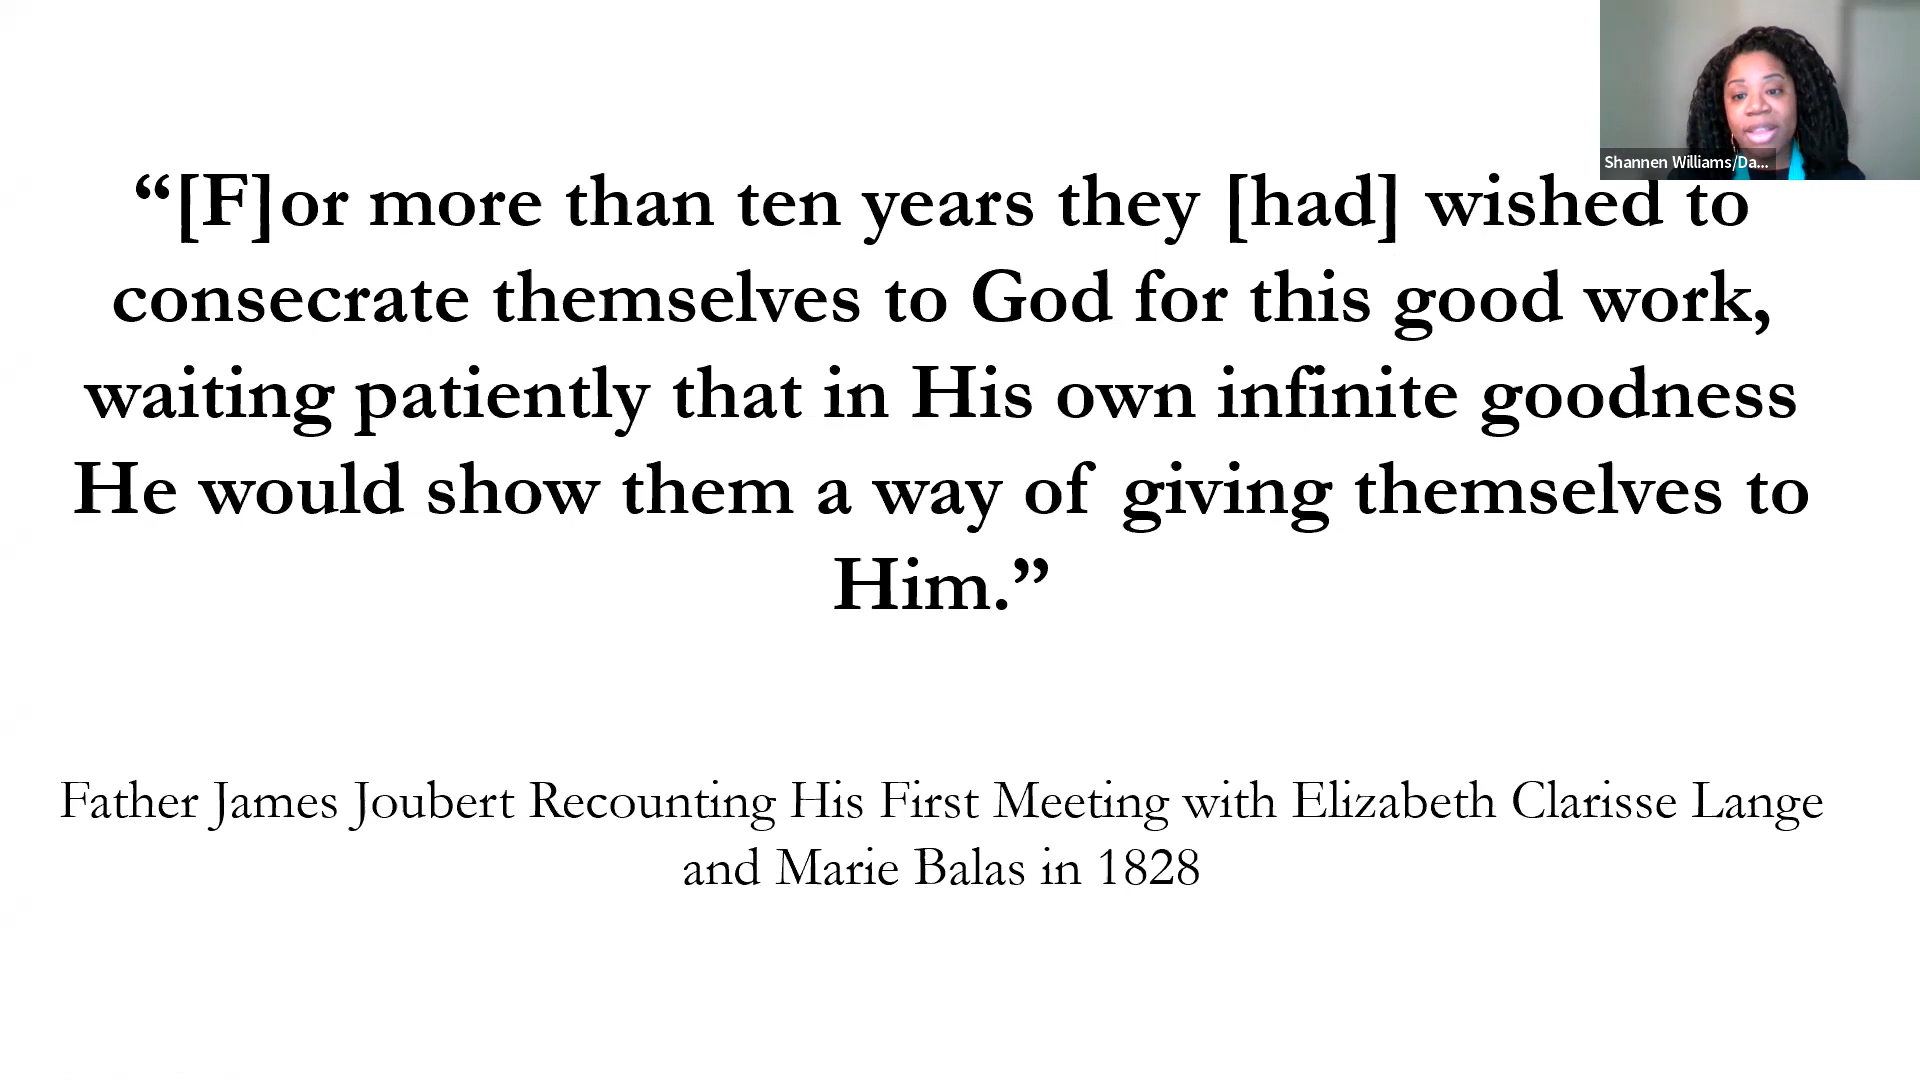 Shannen Williams/Da...
“[F]or more than ten years they [had] wished to
consecrate themselves to God for this good work,
waiting patiently that in His own infinite goodness
He would show them a way of giving themselves to
Him.”
Father James Joubert Recounting His First Meeting with Elizabeth Clarisse Lange
and Marie Balas in 1828